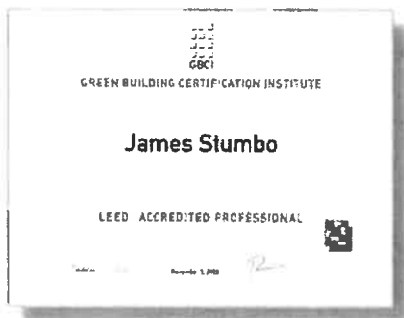 GBCI
GREEN BUILDING CERTIFICATION INSTITUTE
James Stumbo
LEED ACCREDITED PROFESSIONAL